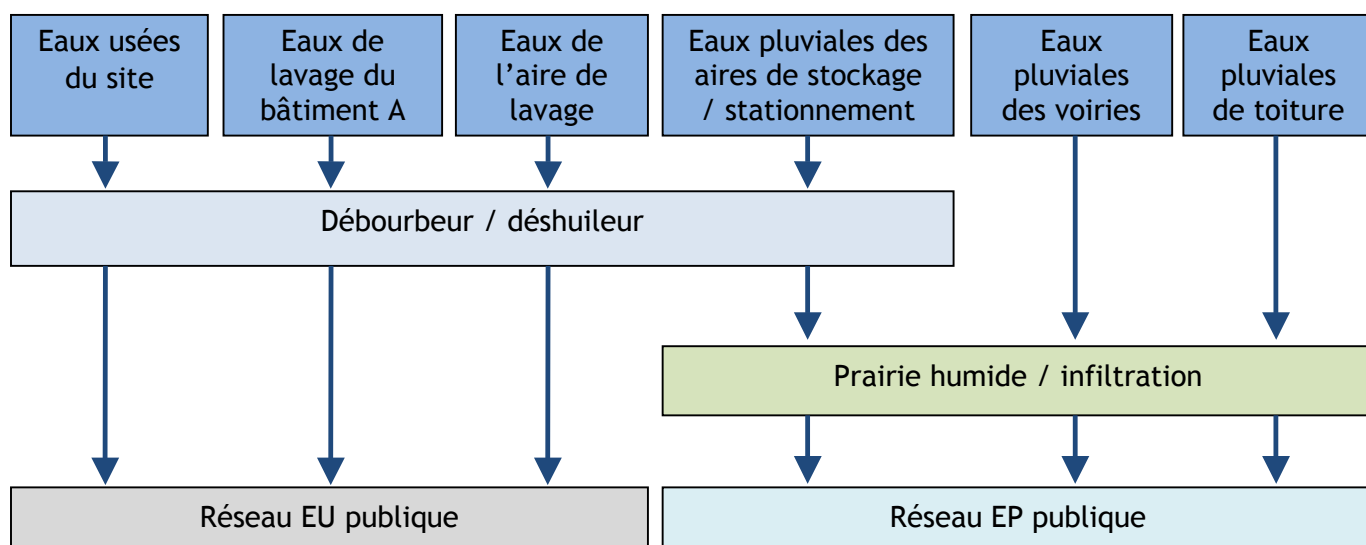 Eaux usées
du site
Eaux de
lavage du
bâtiment A
Eaux de
l’aire de
lavage
Eaux pluviales des
aires de stockage
/ stationnement
Eaux
pluviales
des voiries
Eaux
pluviales
de toiture
Débourbeur / déshuileur
Prairie humide / infiltration
Réseau EU publique
Réseau EP publique